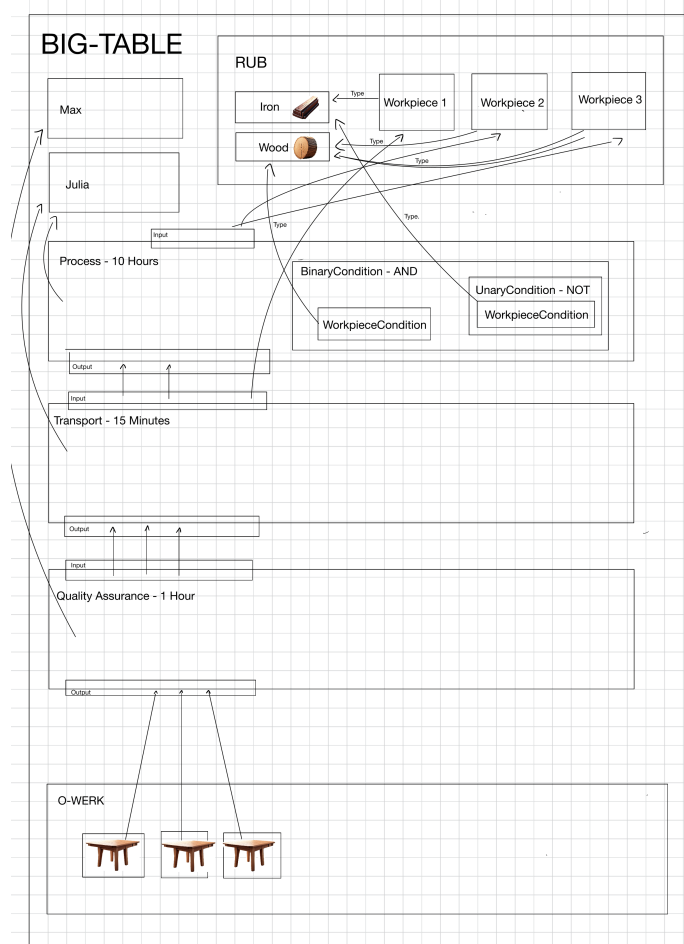 BIG-TABLE
RUB
Max
Iron
Type
Workpiece 1
Workpiece 2
Workpiece 3
Wood
Type
Type
Julia
Type
Type.
Input
Process - 10 Hours
BinaryCondition - AND
UnaryCondition - NOT
WorkpieceCondition
WorkpieceCondition
Output
Input
Transport - 15 Minutes
Output
Input
Quality Assurance - 1 Hour
Output
O-WERK